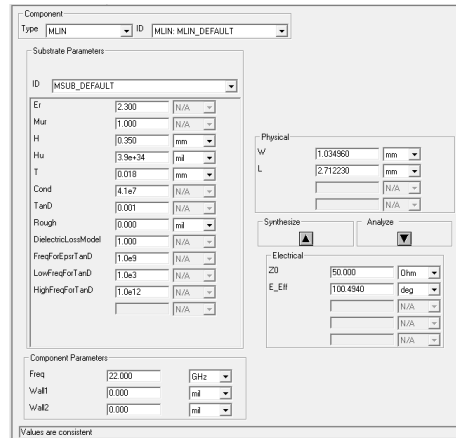 Component
Type MLIN ID MLIN: MLIN_DEFAULT
Substrate Parameters
ID MSUB_DEFAULT
Er 2.300 N/A
Mur 1.000 N/A
H 0.350 mm
Hu 3.9e+34 mil
T 0.018 mm
Cond 4.1e7 N/A
TanD 0.001 N/A
Rough 0.000 mil
DielectricLossModel 1.000 N/A
FreqForEpsrTanD 1.0e9 N/A
LowFreqForTanD 1.0e3 N/A
HighFreqForTanD 1.0e12 N/A
N/A
Physical
W 1.034960 mm
L 2.712230 mm
N/A
N/A
Synthesize Analyze
Electrical
Z0 50.000 Ohm
E_Eff 100.4940 deg
N/A
N/A
N/A
Component Parameters
Freq 22.000 GHz
Wall1 0.000 mil
Wall2 0.000 mil
Values are consistent